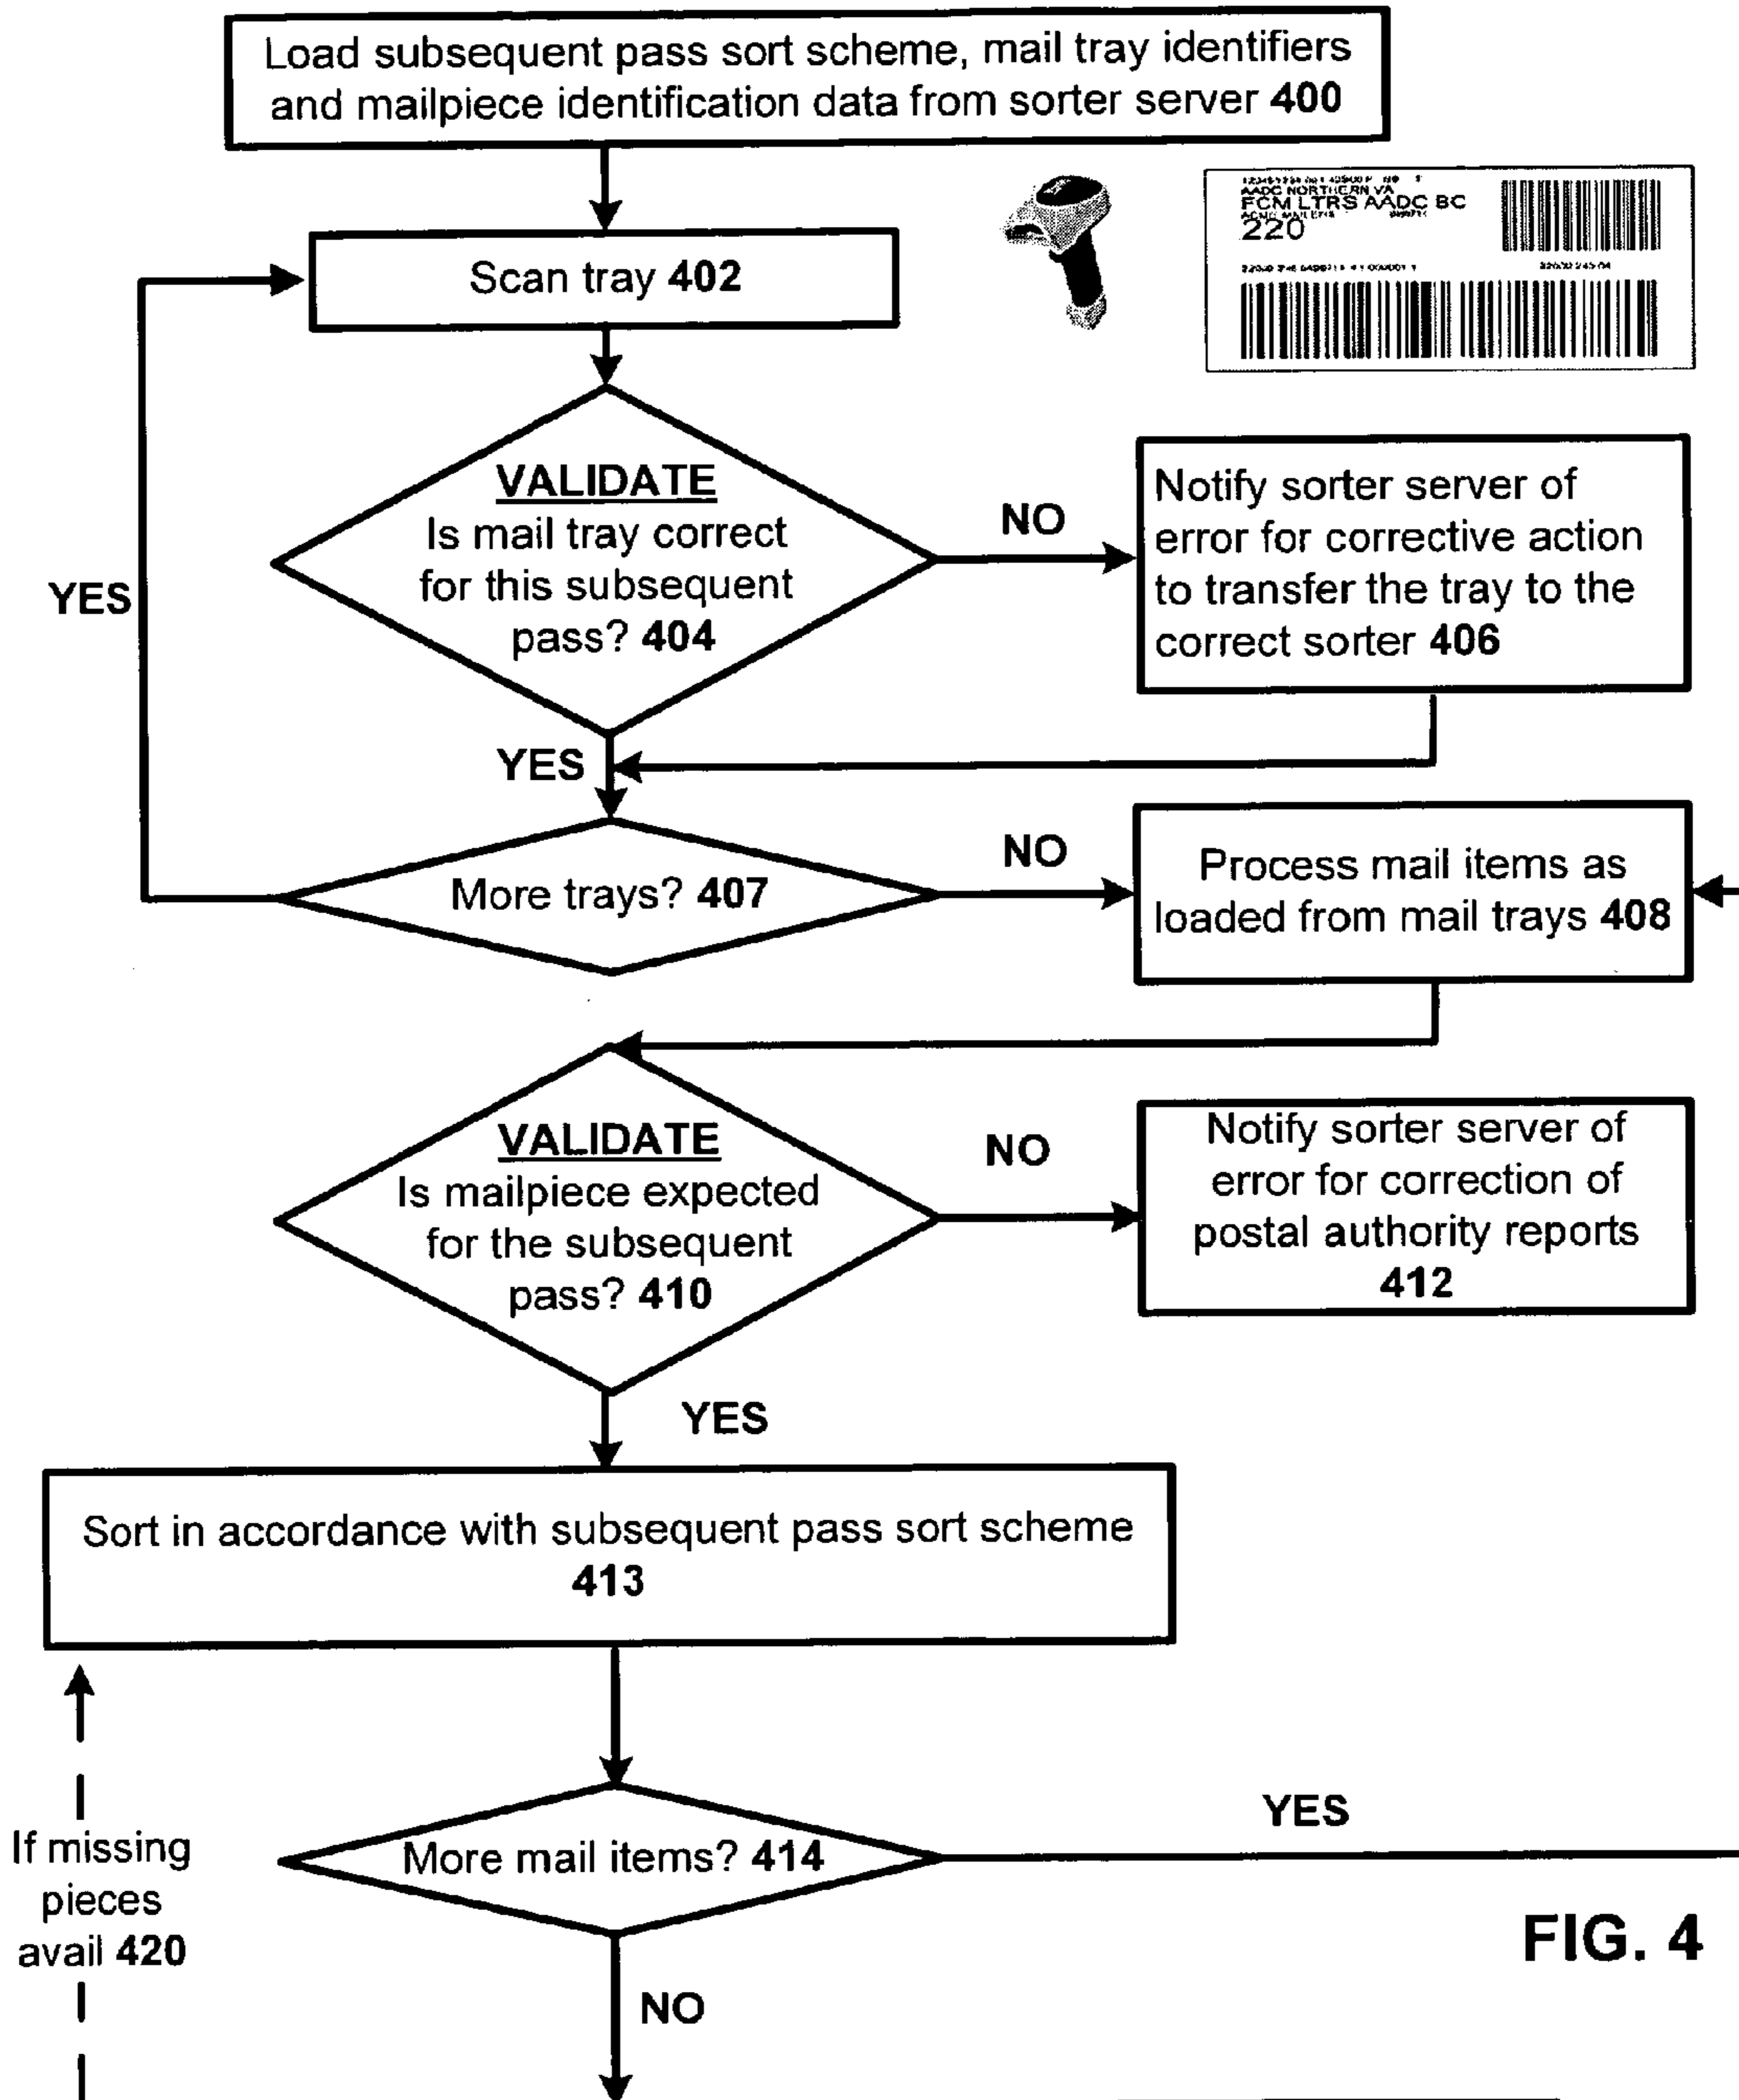 Load subsequent pass sort scheme, mail tray identifiers
and mailpiece identification data from sorter server 400
Scan tray 402
AADC NORTHERN VA
FCM LTRS AADC BC
220
VALIDATE
Is mail tray correct
for this subsequent
pass? 404
NO
Notify sorter server of
error for corrective action
to transfer the tray to the
correct sorter 406
YES
YES
More trays? 407
NO
Process mail items as
loaded from mail trays 408
VALIDATE
Is mailpiece expected
for the subsequent
pass? 410
NO
Notify sorter server of
error for correction of
postal authority reports
412
YES
Sort in accordance with subsequent pass sort scheme
413
If missing
pieces
avail 420
More mail items? 414
YES
NO
FIG. 4